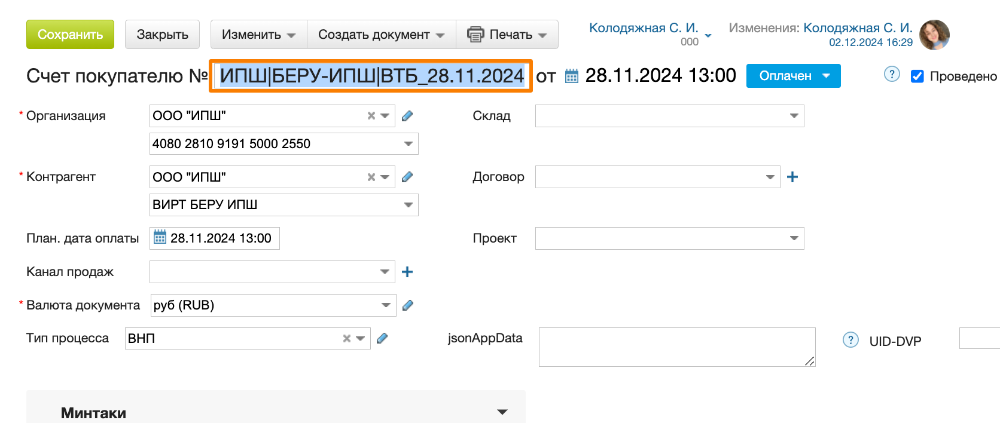 Сохранить Закрыть Изменить Создать документ Печать Колодяжная С. И. Изменения: Колодяжная С. И.
000 02.12.2024 16:29
Счет покупателю № ИПШ|БЕРУ-ИПШ|ВТБ_28.11.2024 от 28.11.2024 13:00 Оплачен ? Проведено
* Организация ООО "ИПШ" Склад
4080 2810 9191 5000 2550
* Контрагент ООО "ИПШ" Договор
ВИРТ БЕРУ ИПШ
План. дата оплаты 28.11.2024 13:00 Проект
Канал продаж
* Валюта документа руб (RUB)
Тип процесса ВНП jsonAppData ? UID-DVP
Минтаки